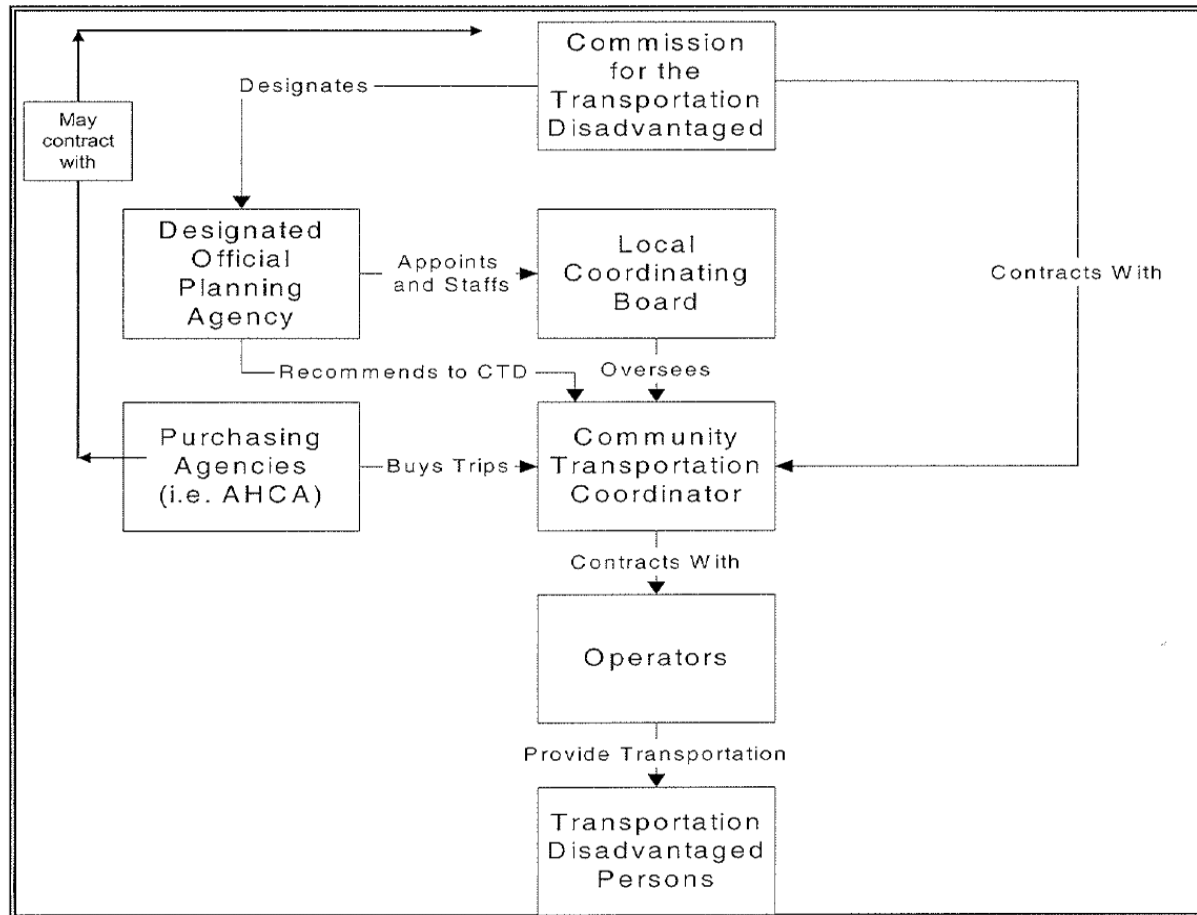 Commission
for the
Transportation
Disadvantaged
Designates
May
contract
with
Designated
Official
Planning
Agency
Appoints
and Staffs
Local
Coordinating
Board
Contracts With
Recommends to CTD
Oversees
Purchasing
Agencies
(i.e. AHCA)
Buys Trips
Community
Transportation
Coordinator
Contracts With
Operators
Provide Transportation
Transportation
Disadvantaged
Persons